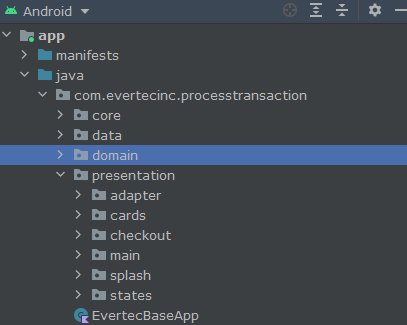 Android
app
manifests
java
com.evertecinc.processtransaction
core
data
domain
presentation
adapter
cards
checkout
main
splash
states
EvertecBaseApp